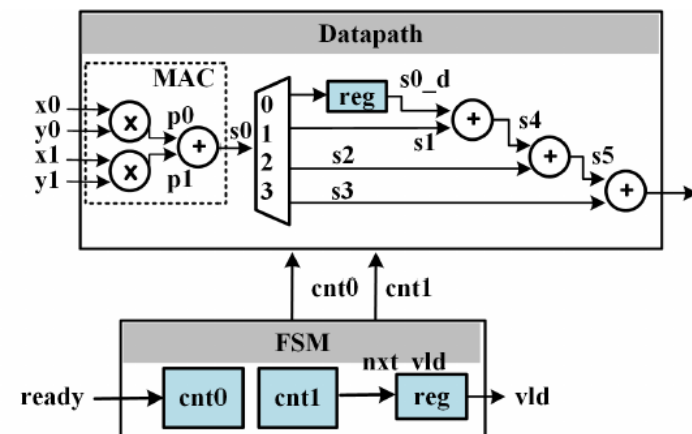 Datapath
MAC
x0
y0
x1
y1
x
x
p0
p1
+
s0
0
1
2
3
reg
s0_d
s1
s2
s3
+
s4
+
s5
+
cnt0
cnt1
FSM
ready
cnt0
cnt1
nxt_vld
reg
vld